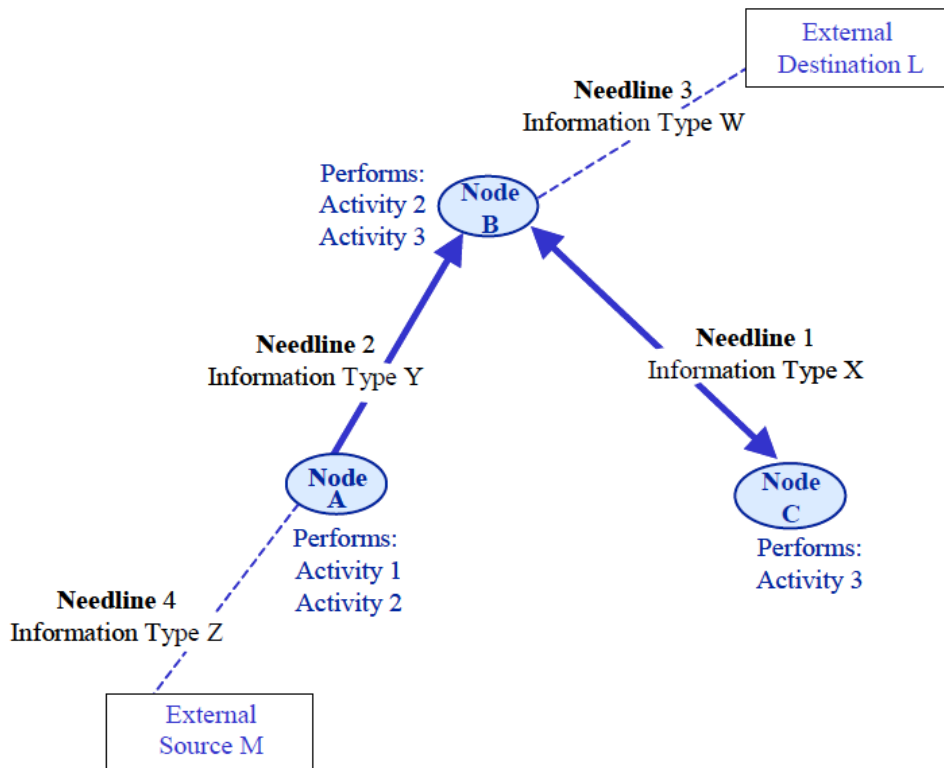 External
Destination L
Needline 3
Information Type W
Performs:
Activity 2
Activity 3
Node
B
Needline 2
Information Type Y
Needline 1
Information Type X
Node
A
Performs:
Activity 1
Activity 2
Node
C
Performs:
Activity 3
Needline 4
Information Type Z
External
Source M